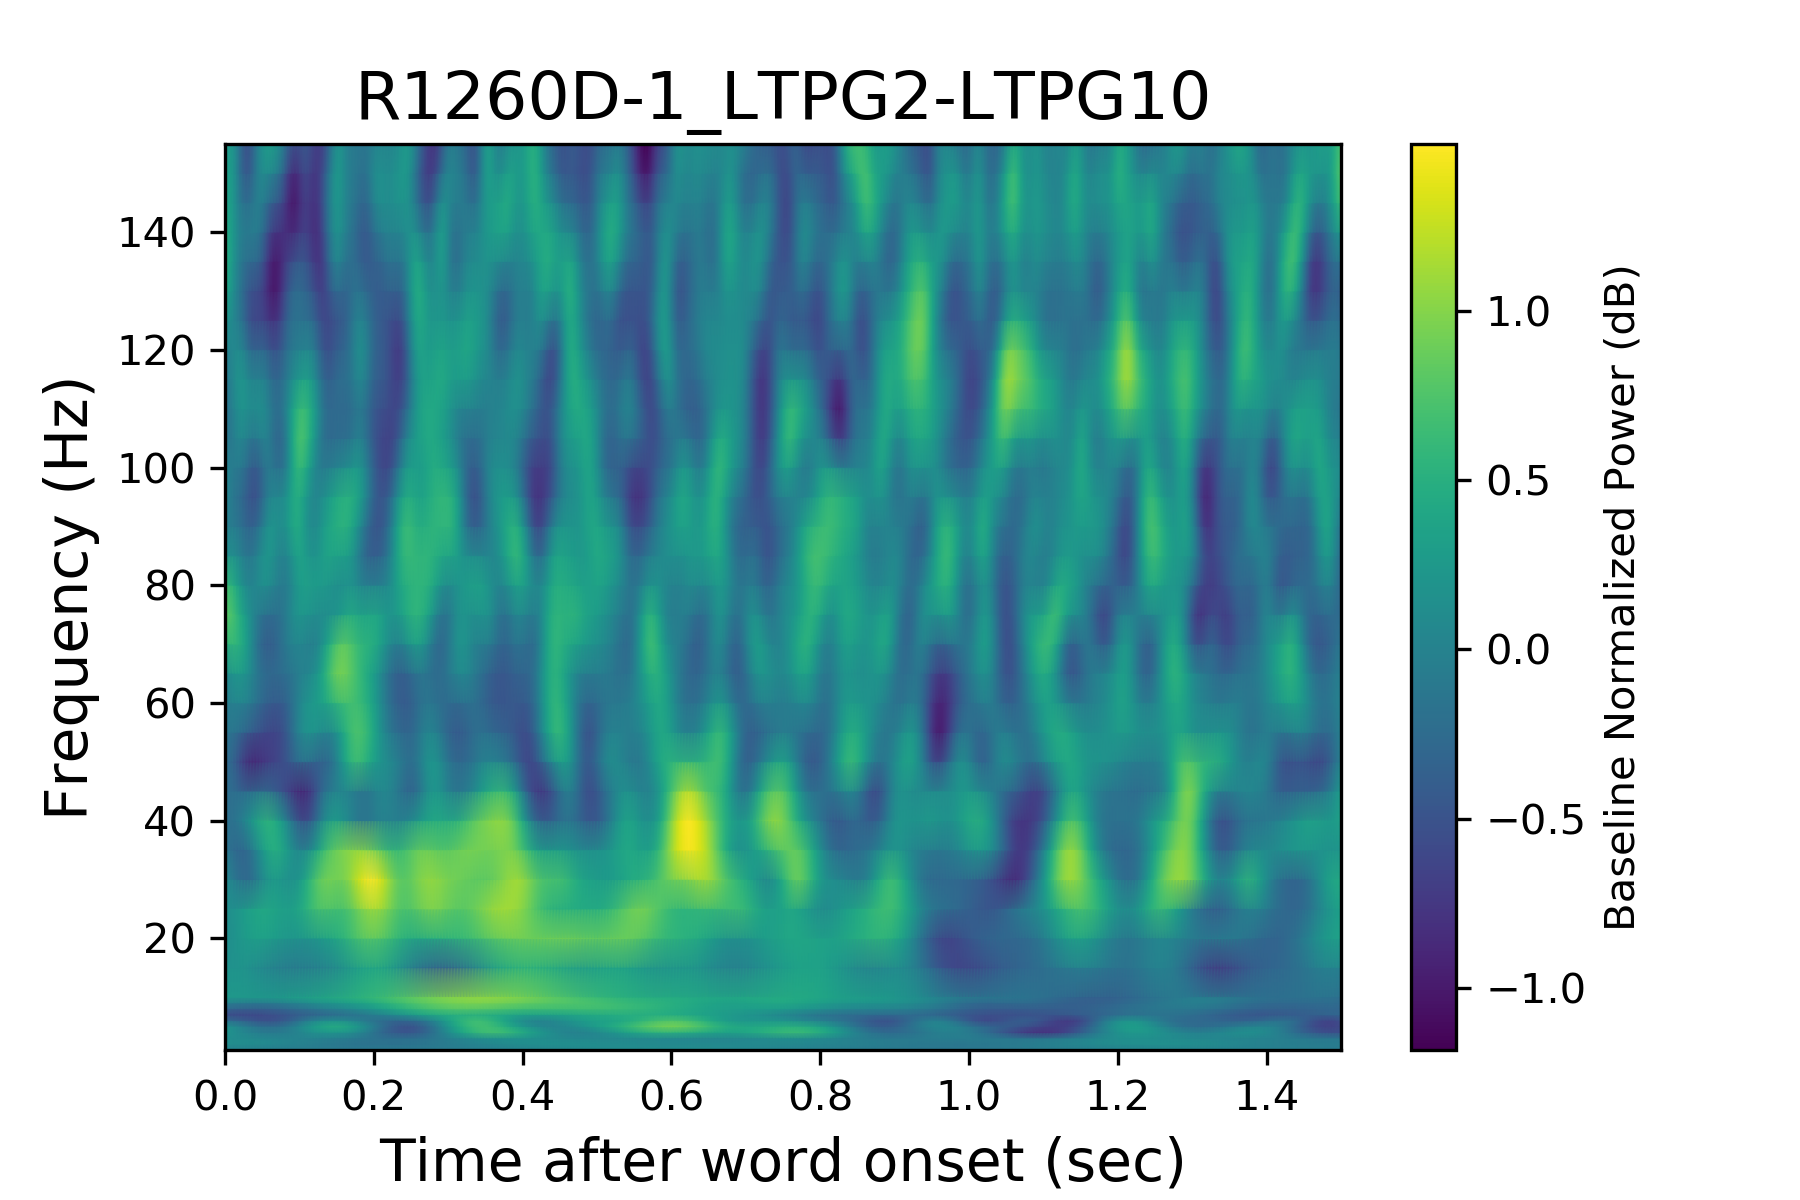 R1260D-1_LTPG2-LTPG10
140
120
100
80
60
40
20
Frequency (Hz)
0.0 0.2 0.4 0.6 0.8 1.0 1.2 1.4
Time after word onset (sec)
1.0
0.5
0.0
−0.5
−1.0
Baseline Normalized Power (dB)